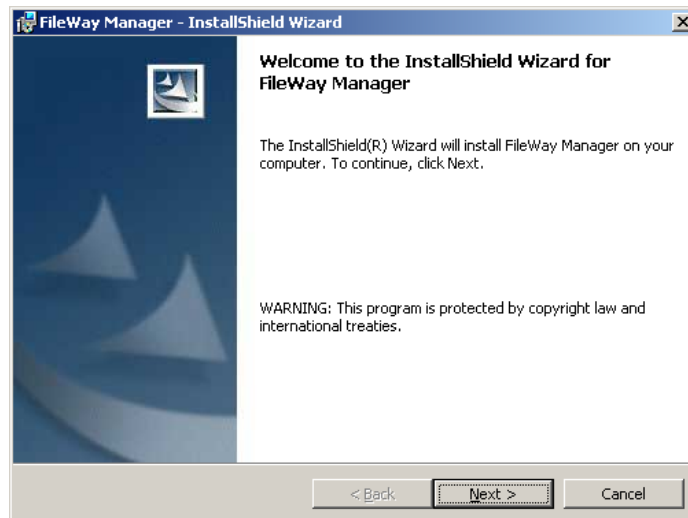 FileWay Manager - InstallShield Wizard
Welcome to the InstallShield Wizard for
FileWay Manager
The InstallShield(R) Wizard will install FileWay Manager on your
computer. To continue, click Next.
WARNING: This program is protected by copyright law and
international treaties.
< Back
Next >
Cancel